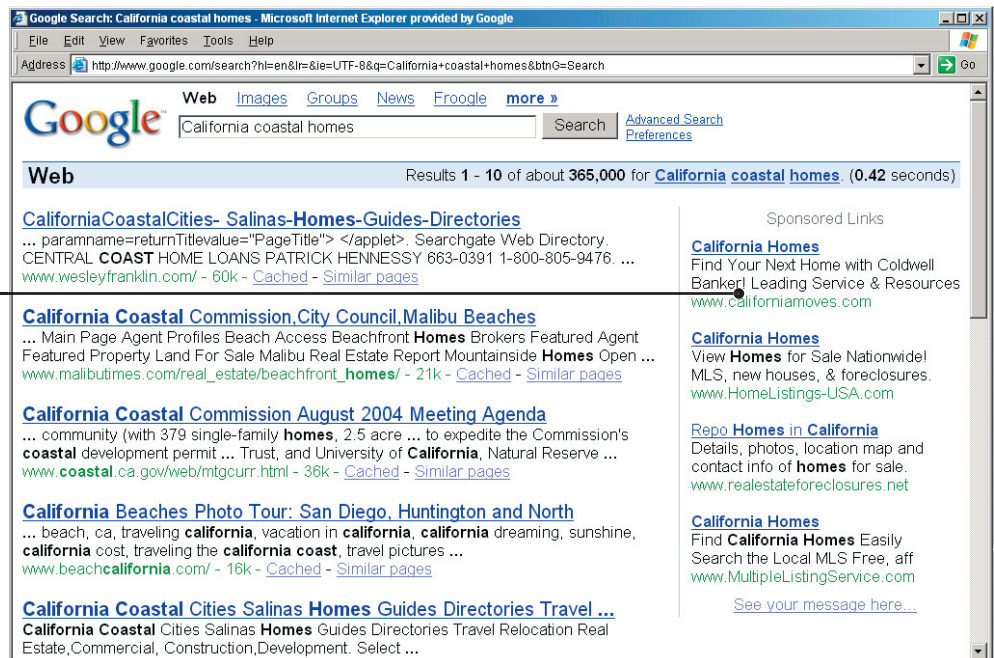 Google Search: California coastal homes - Microsoft Internet Explorer provided by Google
File Edit View Favorites Tools Help
Address http://www.google.com/search?hl=en&lr=&ie=UTF-8&q=California+coastal+homes&btnG=Search Go
Google™
Web Images Groups News Froogle more »
California coastal homes Search Advanced Search
Preferences
Web Results 1 - 10 of about 365,000 for California coastal homes. (0.42 seconds)
CaliforniaCoastalCities- Salinas-Homes-Guides-Directories
... paramname=returnTitlevalue="PageTitle"> </applet>. Searchgate Web Directory.
CENTRAL COAST HOME LOANS PATRICK HENNESSY 663-0391 1-800-805-9476. ...
www.wesleyfranklin.com/ - 60k - Cached - Similar pages
California Coastal Commission,City Council,Malibu Beaches
... Main Page Agent Profiles Beach Access Beachfront Homes Brokers Featured Agent
Featured Property Land For Sale Malibu Real Estate Report Mountainside Homes Open ...
www.malibutimes.com/real_estate/beachfront_homes/ - 21k - Cached - Similar pages
California Coastal Commission August 2004 Meeting Agenda
... community (with 379 single-family homes, 2.5 acre ... to expedite the Commission's
coastal development permit ... Trust, and University of California, Natural Reserve ...
www.coastal.ca.gov/web/mtgcurr.html - 36k - Cached - Similar pages
California Beaches Photo Tour: San Diego, Huntington and North
... beach, ca, traveling california, vacation in california, california dreaming, sunshine,
california cost, traveling the california coast, travel pictures ...
www.beachcalifornia.com/ - 16k - Cached - Similar pages
California Coastal Cities Salinas Homes Guides Directories Travel ...
California Coastal Cities Salinas Homes Guides Directories Travel Relocation Real
Estate,Commercial, Construction,Development. Select ...
Sponsored Links
California Homes
Find Your Next Home with Coldwell
Banker! Leading Service & Resources
www.californiamoves.com
California Homes
View Homes for Sale Nationwide!
MLS, new houses, & foreclosures.
www.HomeListings-USA.com
Repo Homes in California
Details, photos, location map and
contact info of homes for sale.
www.realestateforeclosures.net
California Homes
Find California Homes Easily
Search the Local MLS Free, aff
www.MultipleListingService.com
See your message here...